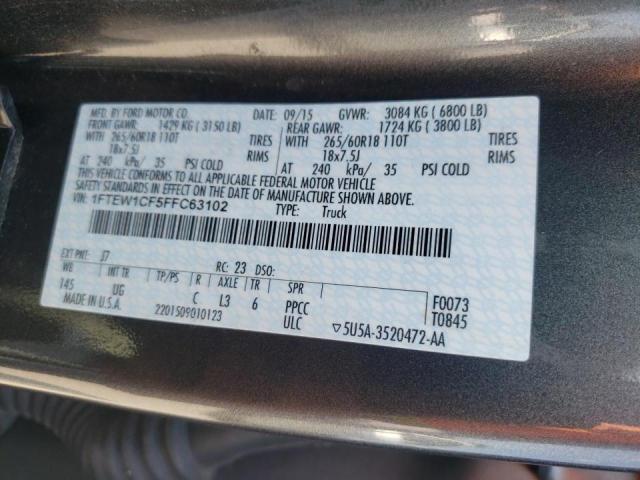 MFD. BY FORD MOTOR CO.
DATE: 09/15 GVWR: 3084 KG ( 6800 LB)
FRONT GAWR: 1429 KG ( 3150 LB) REAR GAWR: 1724 KG ( 3800 LB)
WITH 265/60R18 110T TIRES WITH 265/60R18 110T TIRES
18x7.5J RIMS 18x7.5J RIMS
AT 240 kPa/ 35 PSI COLD AT 240 kPa/ 35 PSI COLD
THIS VEHICLE CONFORMS TO ALL APPLICABLE FEDERAL MOTOR VEHICLE
SAFETY STANDARDS IN EFFECT ON THE DATE OF MANUFACTURE SHOWN ABOVE
VIN: 1FTEW1CF5FFC63102 TYPE: Truck
EXT PNT: J7 RC: 23 DSO:
WB INT TR TP/PS R AXLE TR SPR
145 UG C L3 6 PPCC F0073
MADE IN U.S.A. 2201509010123 ULC T0845
▽5U5A-3520472-AA